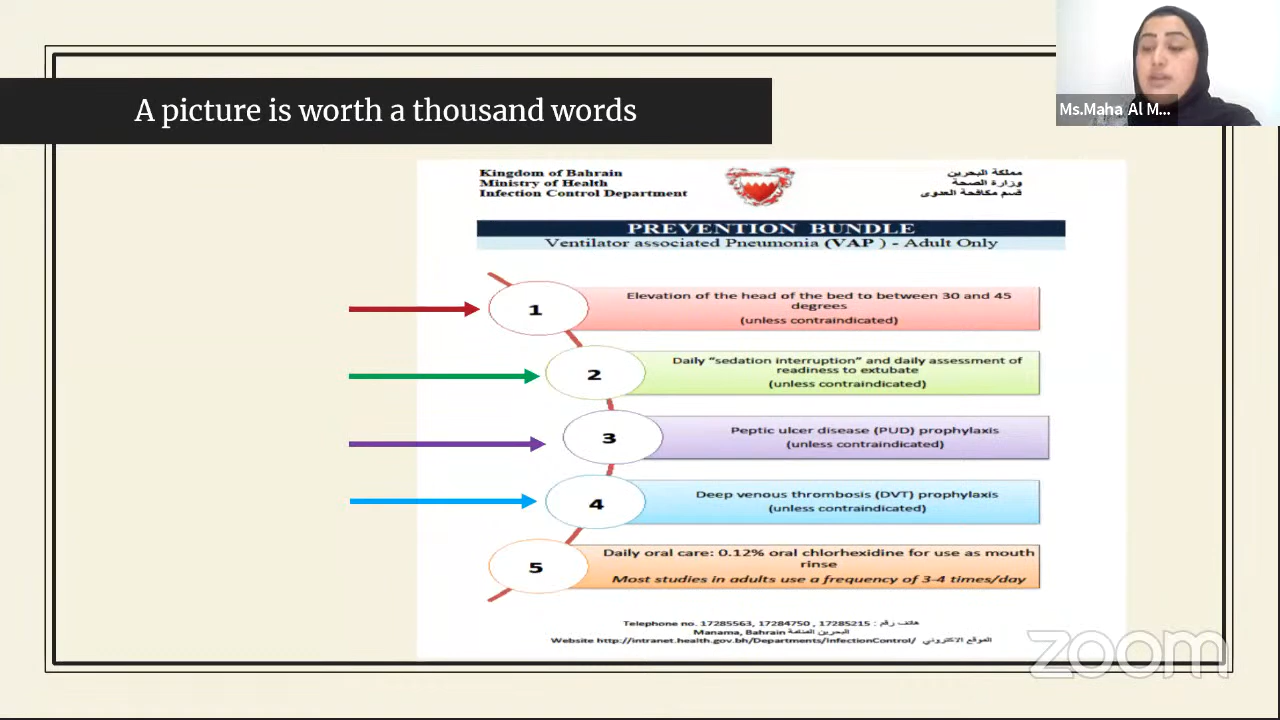 A picture is worth a thousand words
Ms.Maha Al M...
Kingdom of Bahrain
Ministry of Health
Infection Control Department
مملكة البحرين
وزارة الصحة
قسم مكافحة العدوى
PREVENTION BUNDLE
Ventilator associated Pneumonia (VAP ) - Adult Only
1
Elevation of the head of the bed to between 30 and 45
degrees
(unless contraindicated)
2
Daily "sedation interruption" and daily assessment of
readiness to extubate
(unless contraindicated)
3
Peptic ulcer disease (PUD) prophylaxis
(unless contraindicated)
4
Deep venous thrombosis (DVT) prophylaxis
(unless contraindicated)
5
Daily oral care: 0.12% oral chlorhexidine for use as mouth
rinse
Most studies in adults use a frequency of 3-4 times/day
Telephone no. 17285563, 17284750 , 17285215 : هاتف رقم
Manama, Bahrain البحرين المنامة
Website http://intranet.health.gov.bh/Departments/InfectionControl/ الموقع الالكتروني
zoom